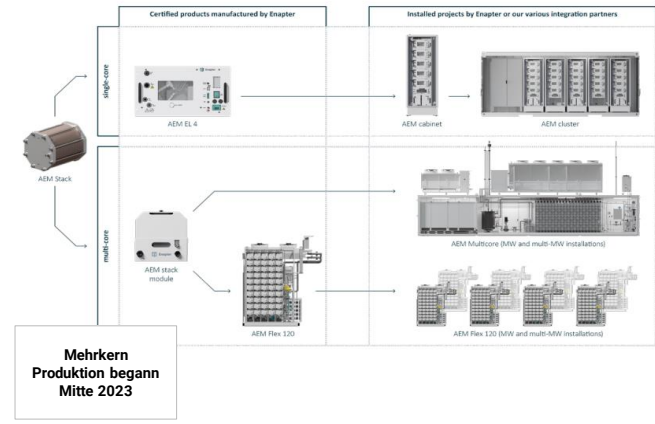 Certified products manufactured by Enapter
Installed projects by Enapter or our various integration partners
single-core
Enapter
AEM EL 4
AEM cabinet
AEM cluster
AEM Stack
multi-core
Enapter
AEM stack
module
AEM Flex 120
AEM Multicore (MW and multi-MW installations)
AEM Flex 120 (MW and multi-MW installations)
Mehrkern
Produktion begann
Mitte 2023